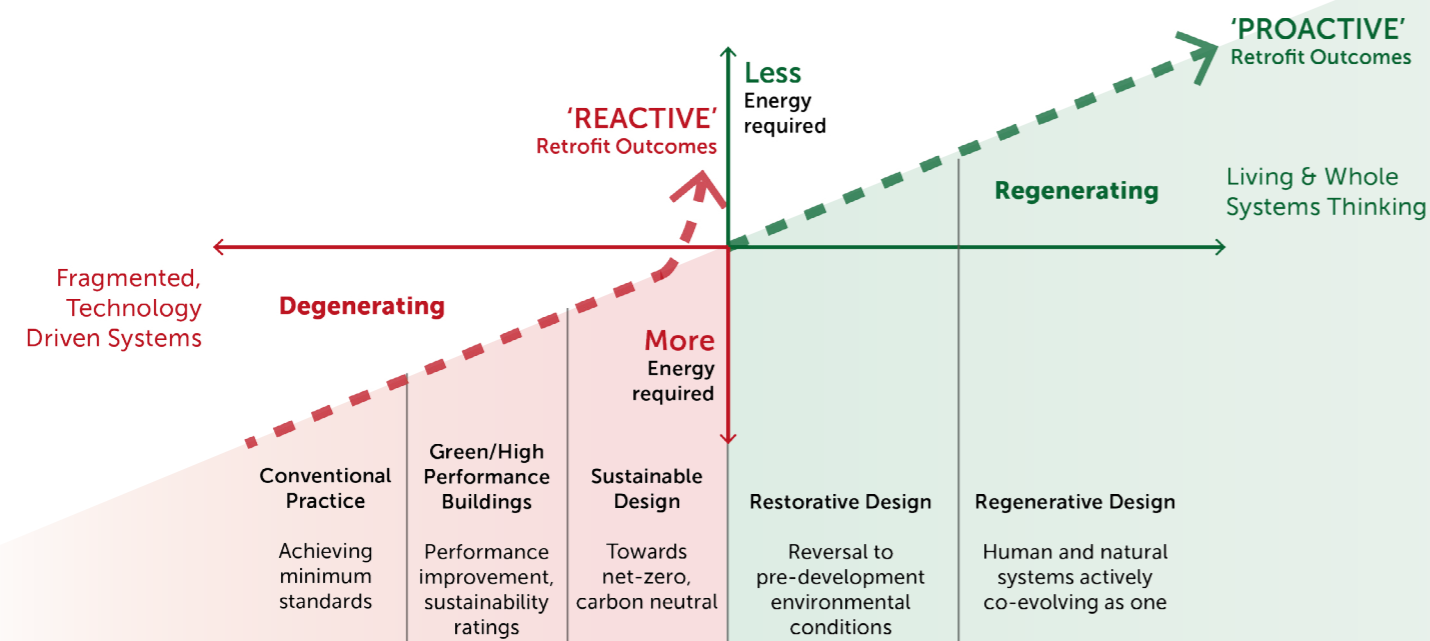 'PROACTIVE'
Retrofit Outcomes
Less
Energy
required
'REACTIVE'
Retrofit Outcomes
Regenerating
Living & Whole
Systems Thinking
Fragmented,
Technology
Driven Systems
Degenerating
More
Energy
required
Conventional
Practice
Achieving
minimum
standards
Green/High
Performance
Buildings
Performance
improvement,
sustainability
ratings
Sustainable
Design
Towards
net-zero,
carbon neutral
Restorative Design
Reversal to
pre-development
environmental
conditions
Regenerative Design
Human and natural
systems actively
co-evolving as one